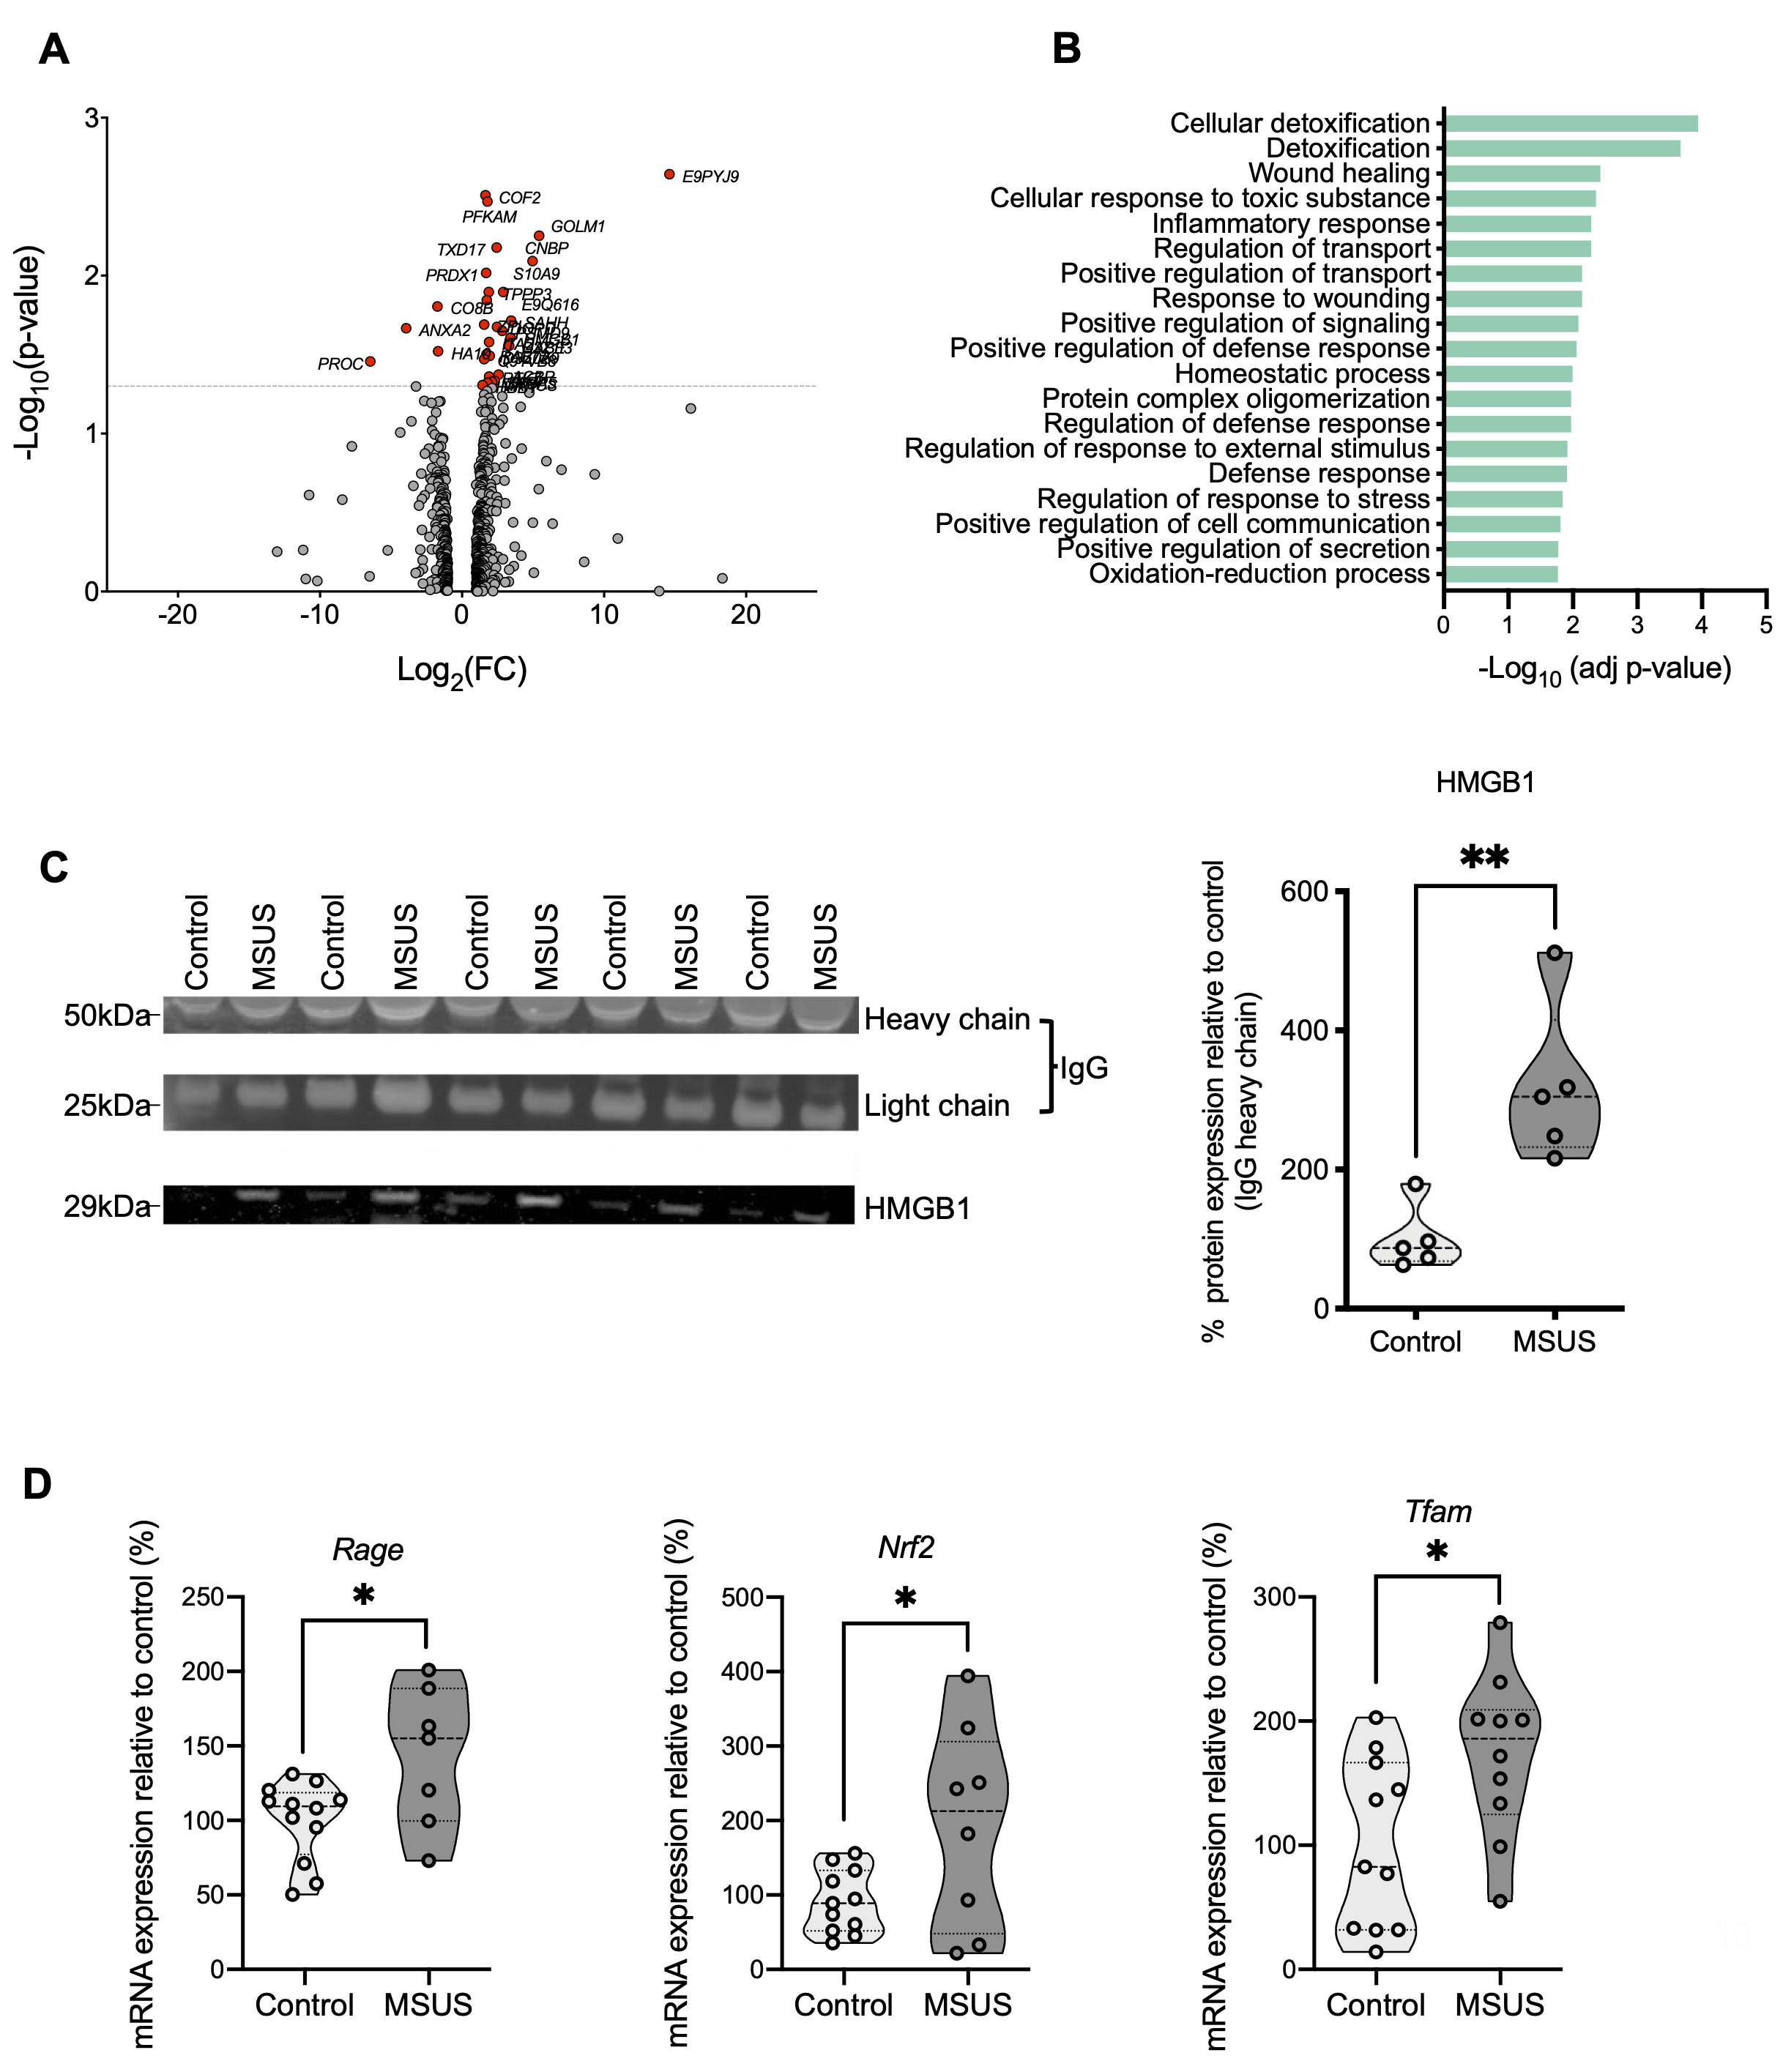 A
3
2
1
0
-Log10(p-value)
E9PYJ9
COF2
PFKAM
GOLM1
TXD17
CNBP
PRDX1
S10A9
TPPP3
CO8B
E9Q616
SAHH
ANXA2
HMGB1
HA10
PROC
-20 -10 0 10 20
Log2(FC)
B
Cellular detoxification
Detoxification
Wound healing
Cellular response to toxic substance
Inflammatory response
Regulation of transport
Positive regulation of transport
Response to wounding
Positive regulation of signaling
Positive regulation of defense response
Homeostatic process
Protein complex oligomerization
Regulation of defense response
Regulation of response to external stimulus
Defense response
Regulation of response to stress
Positive regulation of cell communication
Positive regulation of secretion
Oxidation-reduction process
0 1 2 3 4 5
-Log10 (adj p-value)
C
Control MSUS Control MSUS Control MSUS Control MSUS Control MSUS
50kDa
Heavy chain
IgG
25kDa
Light chain
29kDa
HMGB1
HMGB1
**
% protein expression relative to control
(IgG heavy chain)
600
400
200
0
Control MSUS
D
Rage
*
mRNA expression relative to control (%)
250
200
150
100
50
0
Control MSUS
Nrf2
*
mRNA expression relative to control (%)
500
400
300
200
100
0
Control MSUS
Tfam
*
mRNA expression relative to control (%)
300
200
100
0
Control MSUS